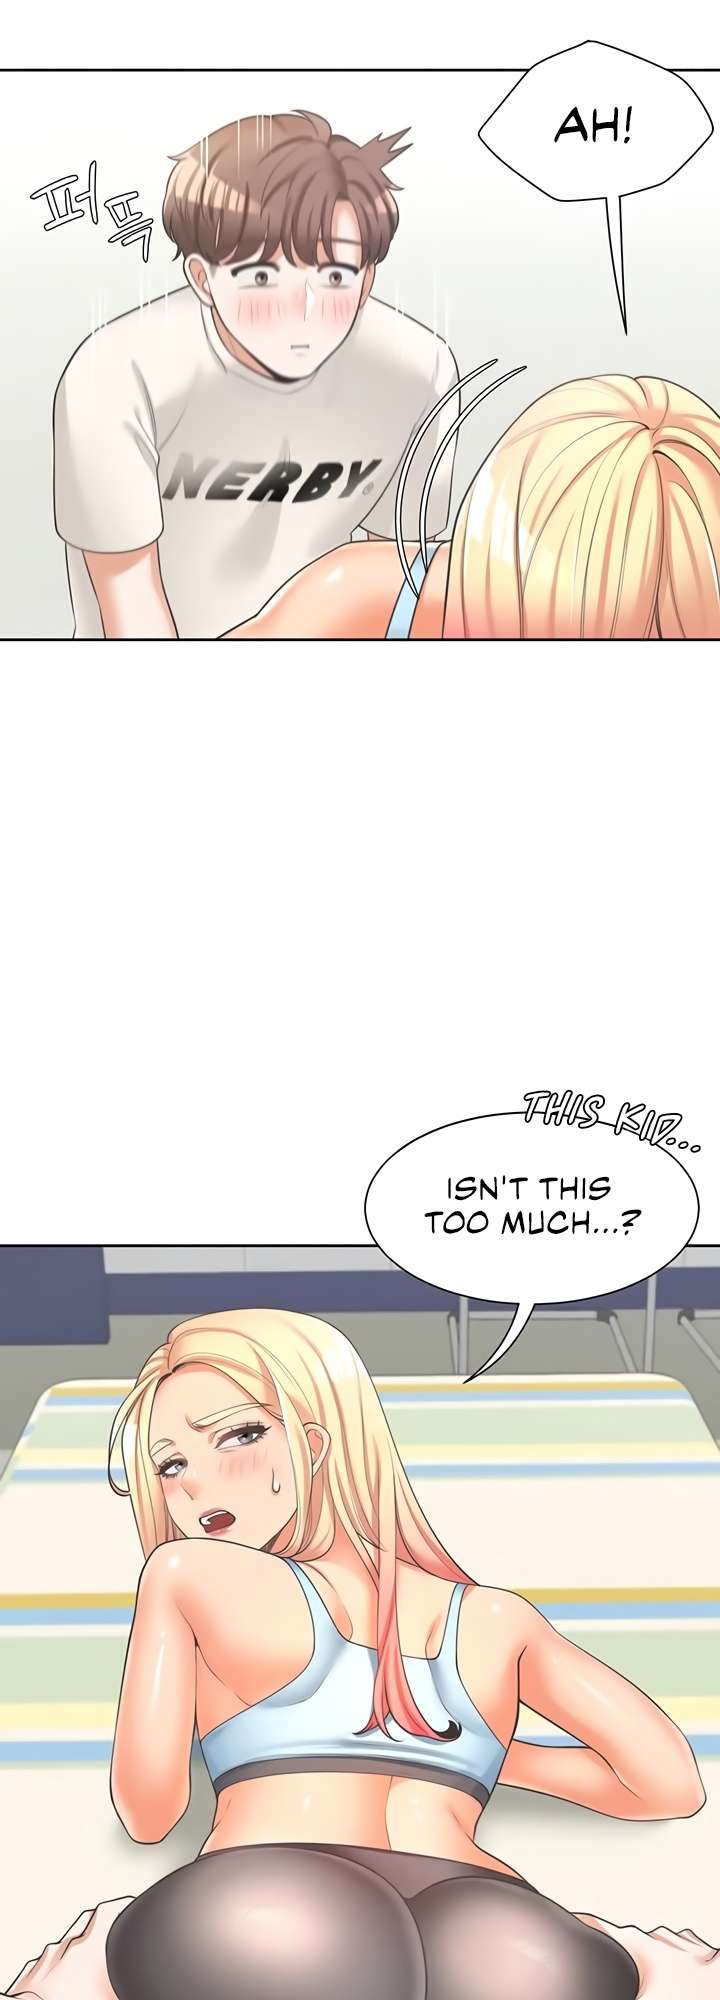 AH!
퍼
뜩
NERBY®
THIS KID...
ISN'T THIS
TOO MUCH...?